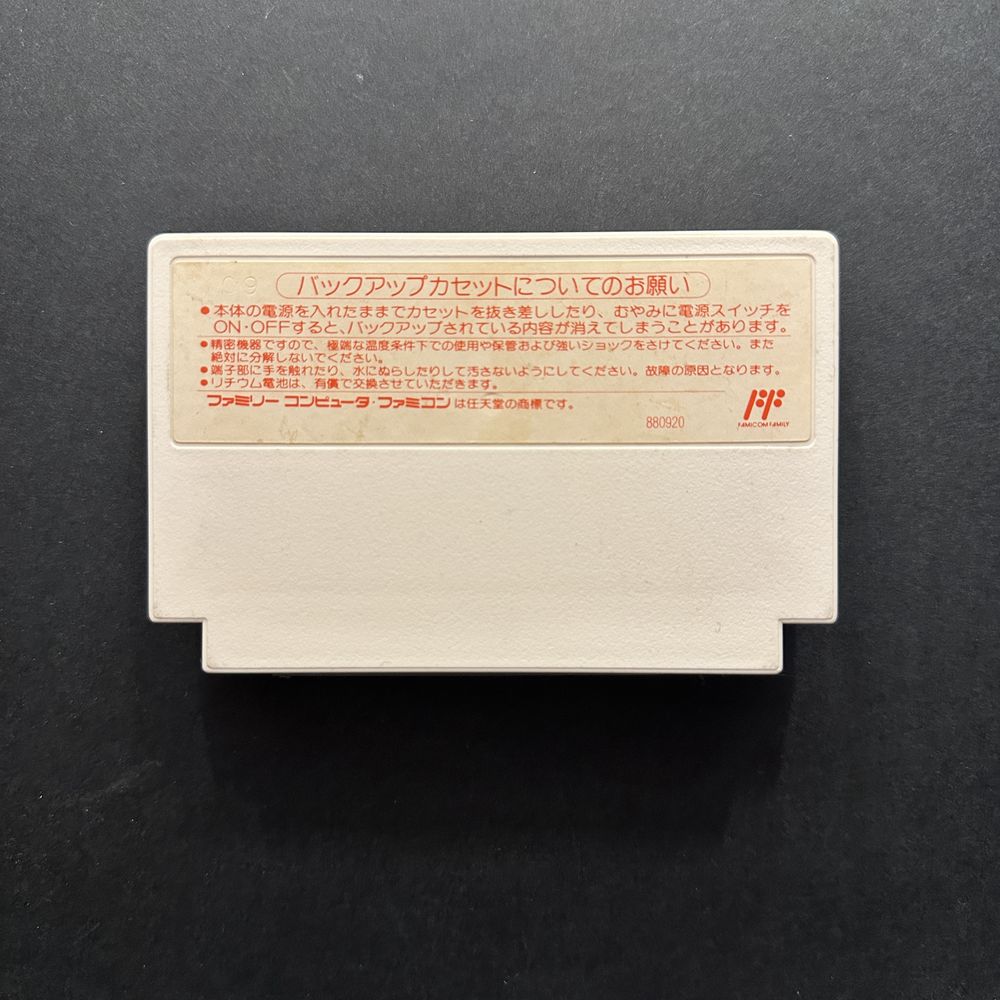 バックアップカセットについてのお願い
●本体の電源を入れたままでカセットを抜き差ししたり、むやみに電源スイッチを
ON・OFFすると、バックアップされている内容が消えてしまうことがあります。
●精密機器ですので、極端な温度条件下での使用や保管および強いショックをさけてください。また
絶対に分解しないでください。
●端子部に手を触れたり、水にぬらしたりして汚さないようにしてください。故障の原因となります。
●リチウム電池は、有償で交換させていただきます。
ファミリー コンピュータ・ファミコンは任天堂の商標です。
880920
FAMICOM FAMILY